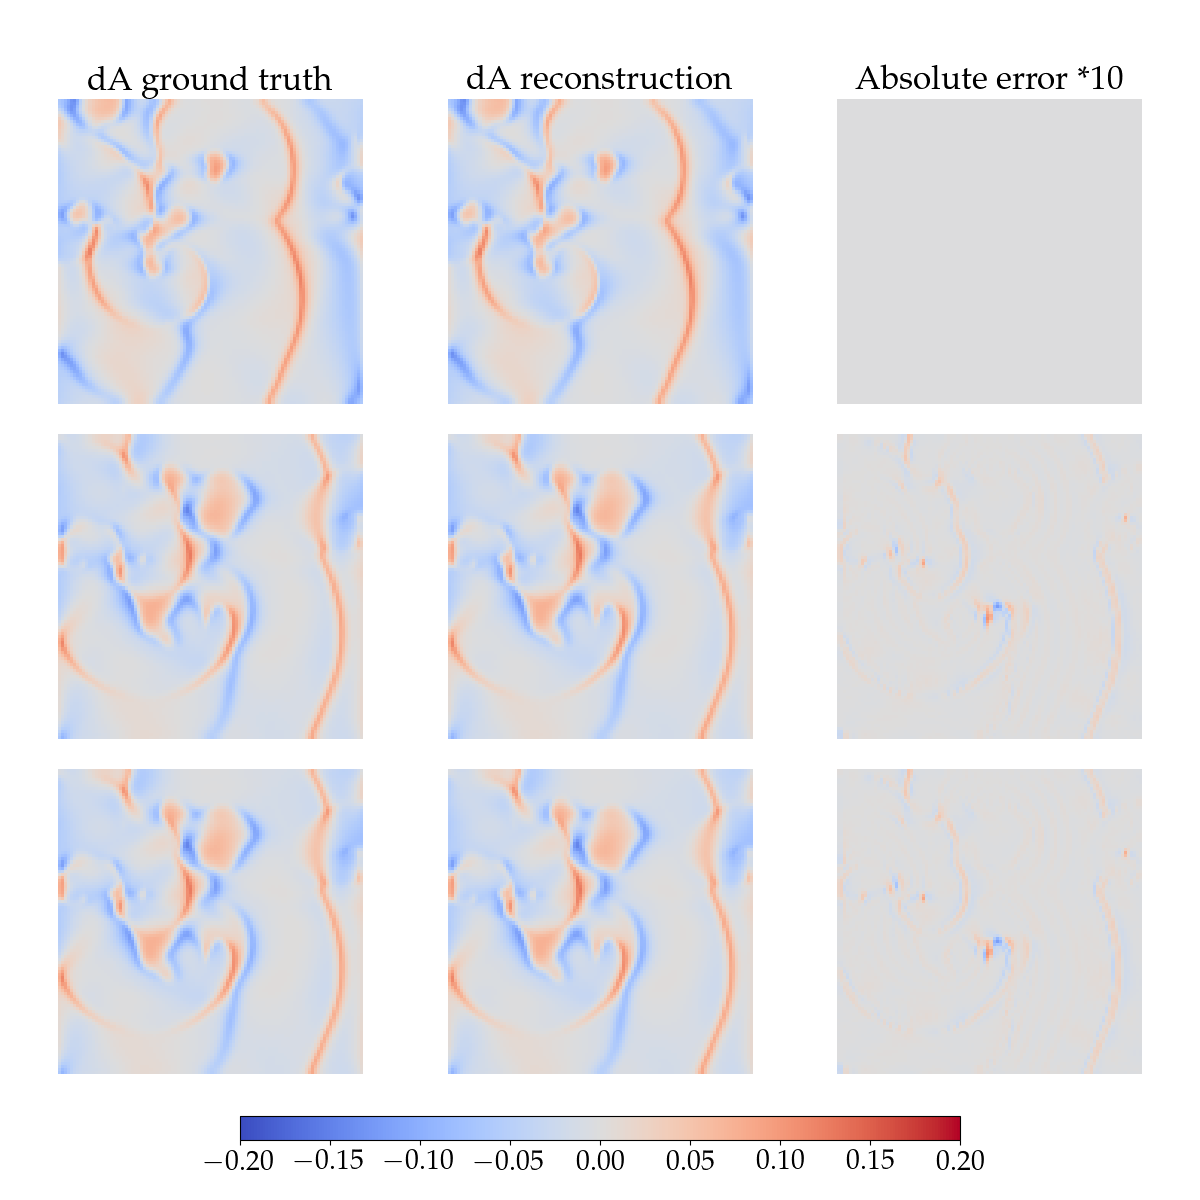 dA ground truth
dA reconstruction
Absolute error *10
−0.20 −0.15 −0.10 −0.05 0.00 0.05 0.10 0.15 0.20